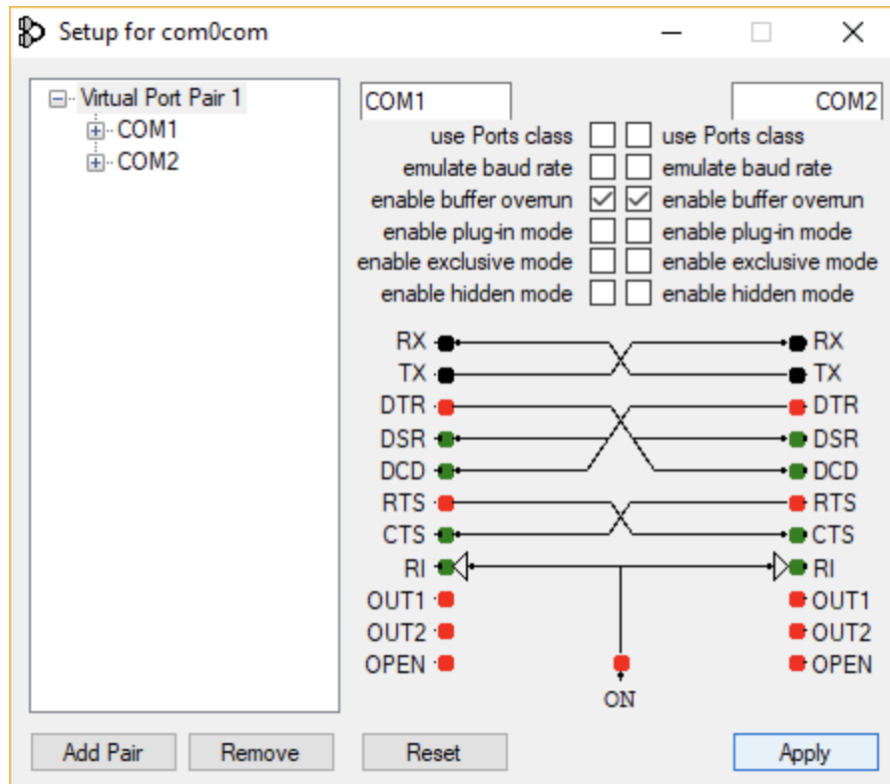 Setup for com0com
Virtual Port Pair 1
COM1
COM2
COM1 COM2
use Ports class use Ports class
emulate baud rate emulate baud rate
enable buffer overrun enable buffer overrun
enable plug-in mode enable plug-in mode
enable exclusive mode enable exclusive mode
enable hidden mode enable hidden mode
RX RX
TX TX
DTR DTR
DSR DSR
DCD DCD
RTS RTS
CTS CTS
RI RI
OUT1 OUT1
OUT2 OUT2
OPEN OPEN
ON
Add Pair Remove Reset Apply